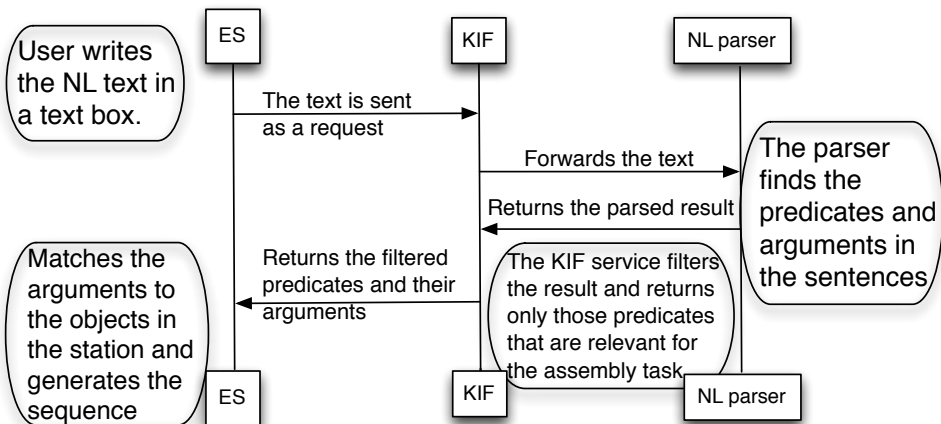 ES
KIF
NL parser
User writes
the NL text in
a text box.
The text is sent
as a request
Forwards the text
The parser
finds the
predicates and
arguments in
the sentences
Returns the parsed result
Matches the
arguments to
the objects in
the station and
generates the
sequence
Returns the filtered
predicates and their
arguments
The KIF service filters
the result and returns
only those predicates
that are relevant for
the assembly task
ES
KIF
NL parser